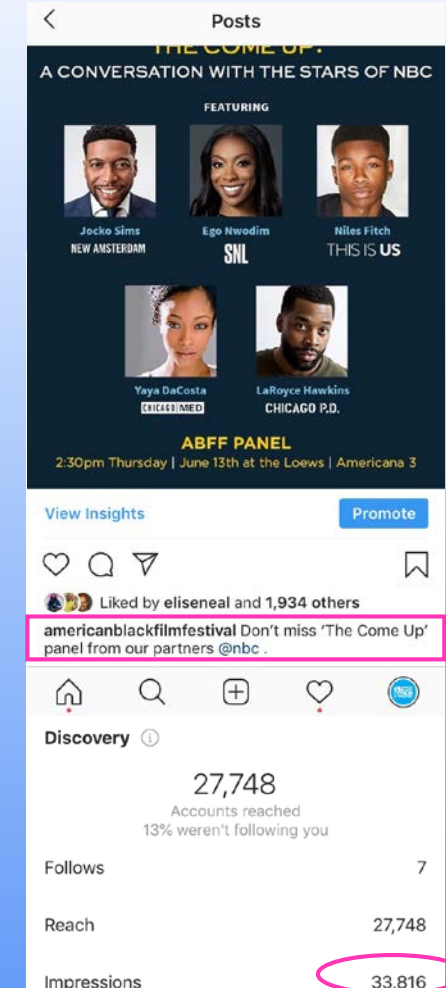 Posts
THE COME UP:
A CONVERSATION WITH THE STARS OF NBC
FEATURING
Jocko Sims
NEW AMSTERDAM
Ego Nwodim
SNL
Niles Fitch
THIS IS US
Yaya DaCosta
CHICAGO MED
LaRoyce Hawkins
CHICAGO P.D.
ABFF PANEL
2:30pm Thursday | June 13th at the Loews | Americana 3
View Insights
Promote
Liked by eliseneal and 1,934 others
americanblackfilmfestival Don't miss 'The Come Up'
panel from our partners @nbc .
Discovery
27,748
Accounts reached
13% weren't following you
Follows 7
Reach 27,748
Impressions 33,816